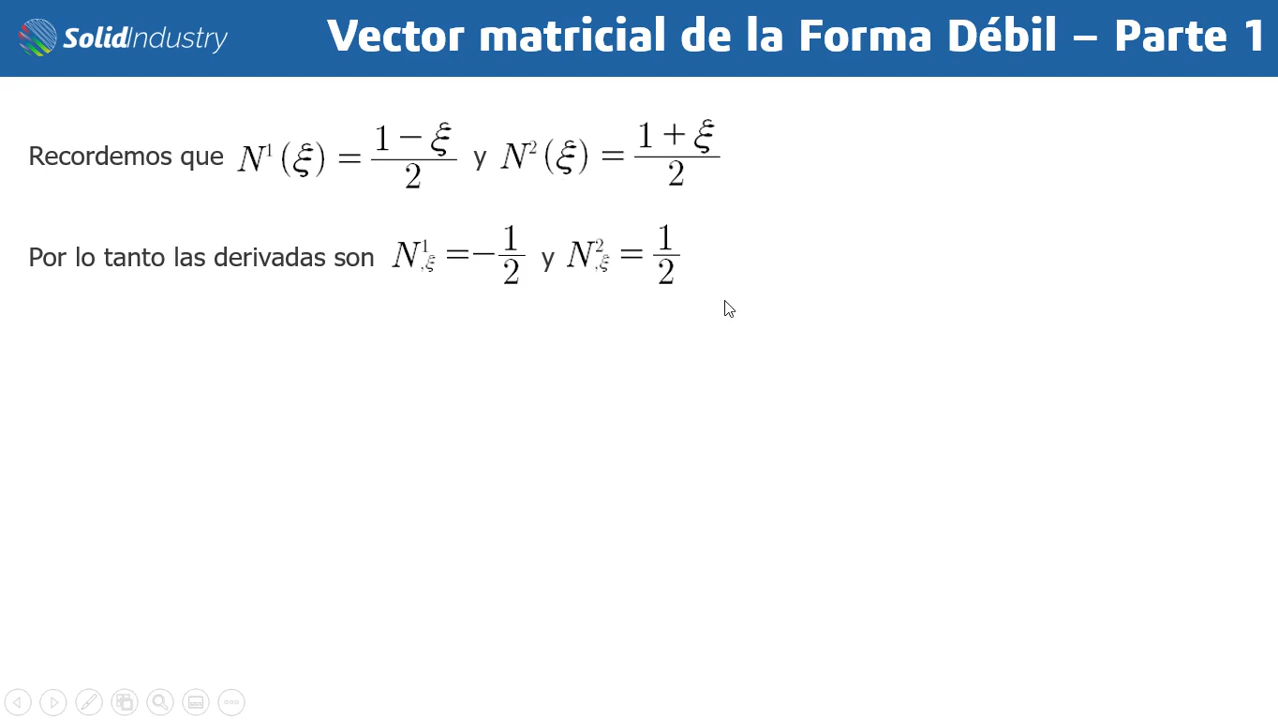 SolidIndustry
Vector matricial de la Forma Débil – Parte 1
Recordemos que N¹(ξ) = (1 − ξ)/2 y N²(ξ) = (1 + ξ)/2
Por lo tanto las derivadas son N¹,ξ = −1/2 y N²,ξ = 1/2